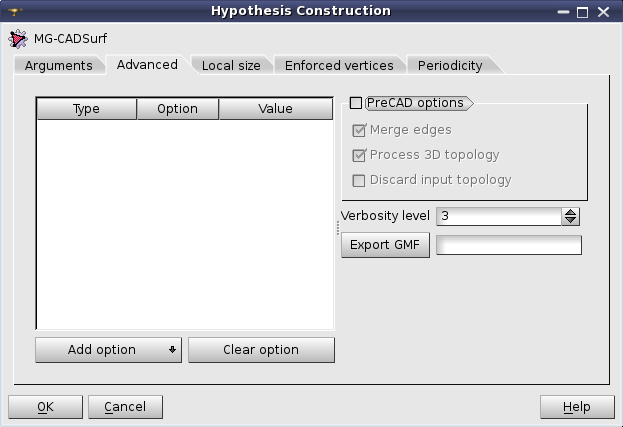 Hypothesis Construction
MG-CADSurf
Arguments Advanced Local size Enforced vertices Periodicity
Type Option Value
PreCAD options
Merge edges
Process 3D topology
Discard input topology
Verbosity level 3
Export GMF
Add option Clear option
OK Cancel Help